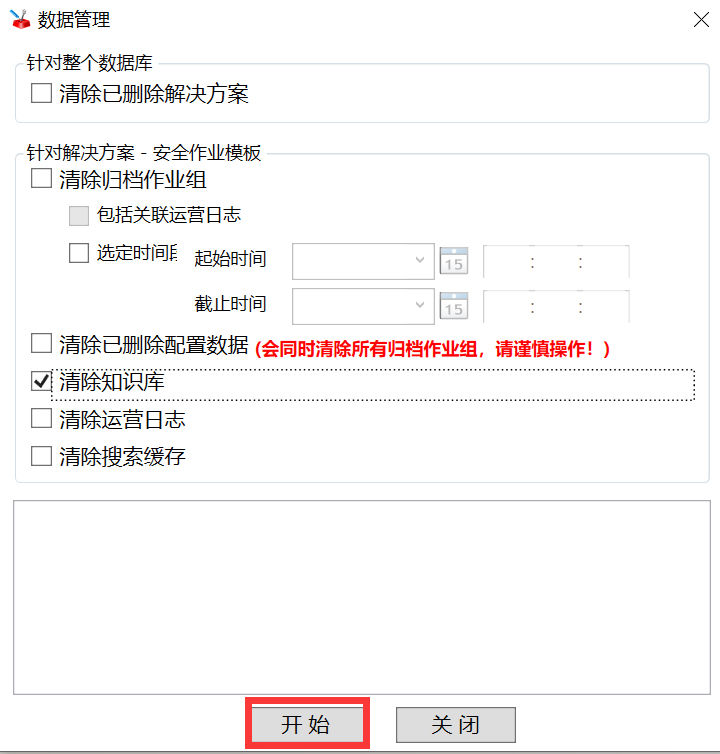 数据管理
针对整个数据库
清除已删除解决方案
针对解决方案 - 安全作业模板
清除归档作业组
包括关联运营日志
选定时间 起始时间 15 : :
截止时间 15 : :
清除已删除配置数据 (会同时清除所有归档作业组，请谨慎操作！)
清除知识库
清除运营日志
清除搜索缓存
开 始 关 闭